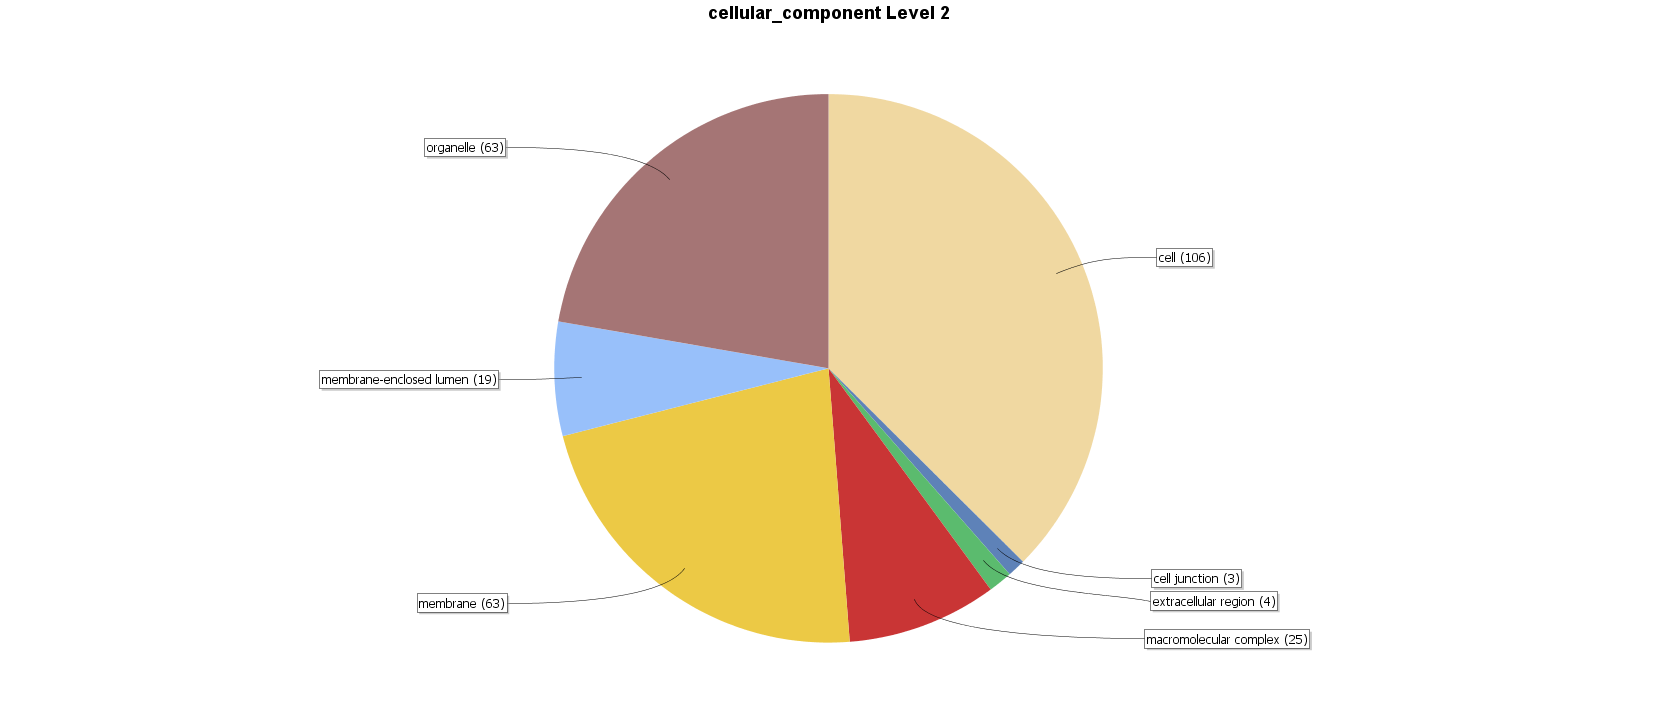 cellular_component Level 2
organelle (63)
cell (106)
membrane-enclosed lumen (19)
cell junction (3)
extracellular region (4)
membrane (63)
macromolecular complex (25)